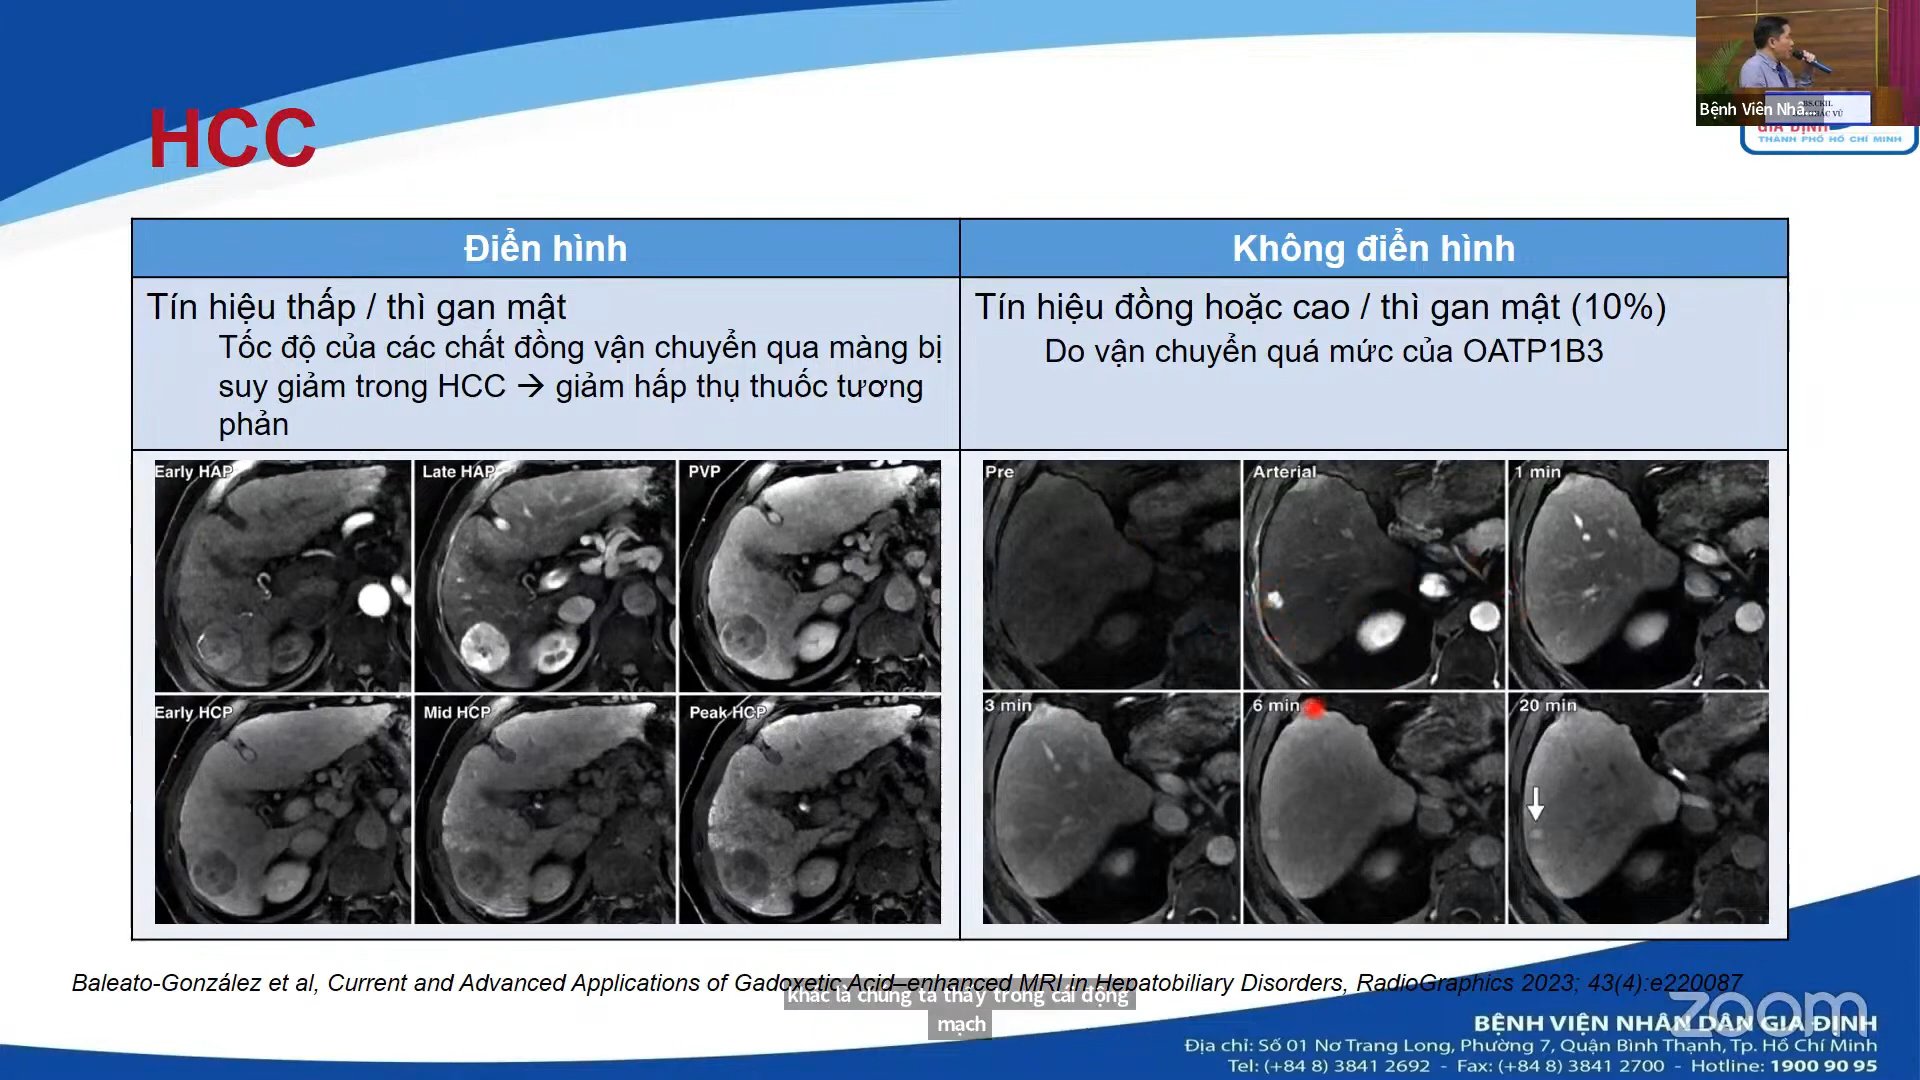 HCC
Bệnh Viện Nhâ...
BS.CKII.
KHẮC VŨ
GIA ĐỊNH
THÀNH PHỐ HỒ CHÍ MINH
Điển hình
Không điển hình
Tín hiệu thấp / thì gan mật
Tốc độ của các chất đồng vận chuyển qua màng bị
suy giảm trong HCC → giảm hấp thụ thuốc tương
phản
Tín hiệu đồng hoặc cao / thì gan mật (10%)
Do vận chuyển quá mức của OATP1B3
Early HAP
Late HAP
PVP
Early HCP
Mid HCP
Peak HCP
Pre
Arterial
1 min
3 min
6 min
20 min
Baleato-González et al, Current and Advanced Applications of Gadoxetic Acid–enhanced MRI in Hepatobiliary Disorders, RadioGraphics 2023; 43(4):e220087
khác là chúng ta thấy trong cái động
mạch
zoom
BỆNH VIỆN NHÂN DÂN GIA ĐỊNH
Địa chỉ: Số 01 Nơ Trang Long, Phường 7, Quận Bình Thạnh, Tp. Hồ Chí Minh
Tel: (+84 8) 3841 2692 - Fax: (+84 8) 3841 2700 - Hotline: 1900 90 95